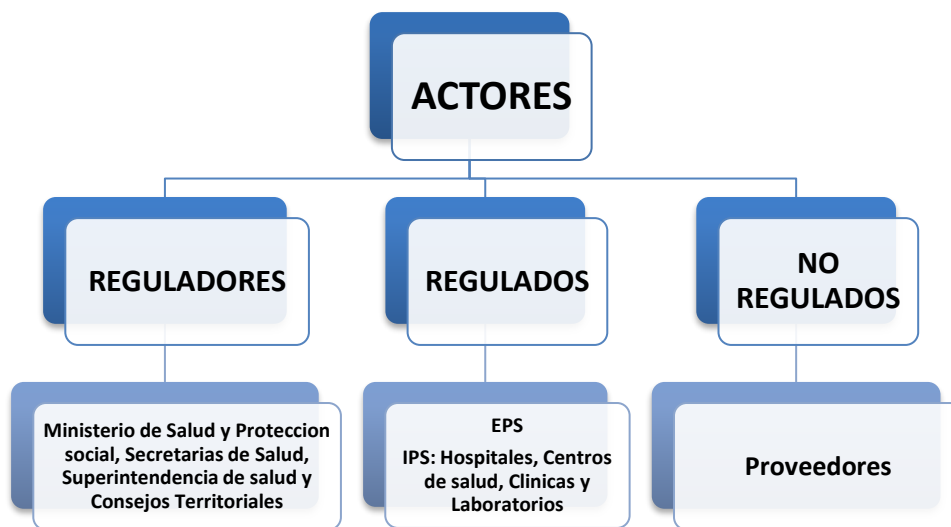 ACTORES
REGULADORES
REGULADOS
NO
REGULADOS
Ministerio de Salud y Proteccion
social, Secretarias de Salud,
Superintendencia de salud y
Consejos Territoriales
EPS
IPS: Hospitales, Centros
de salud, Clinicas y
Laboratorios
Proveedores